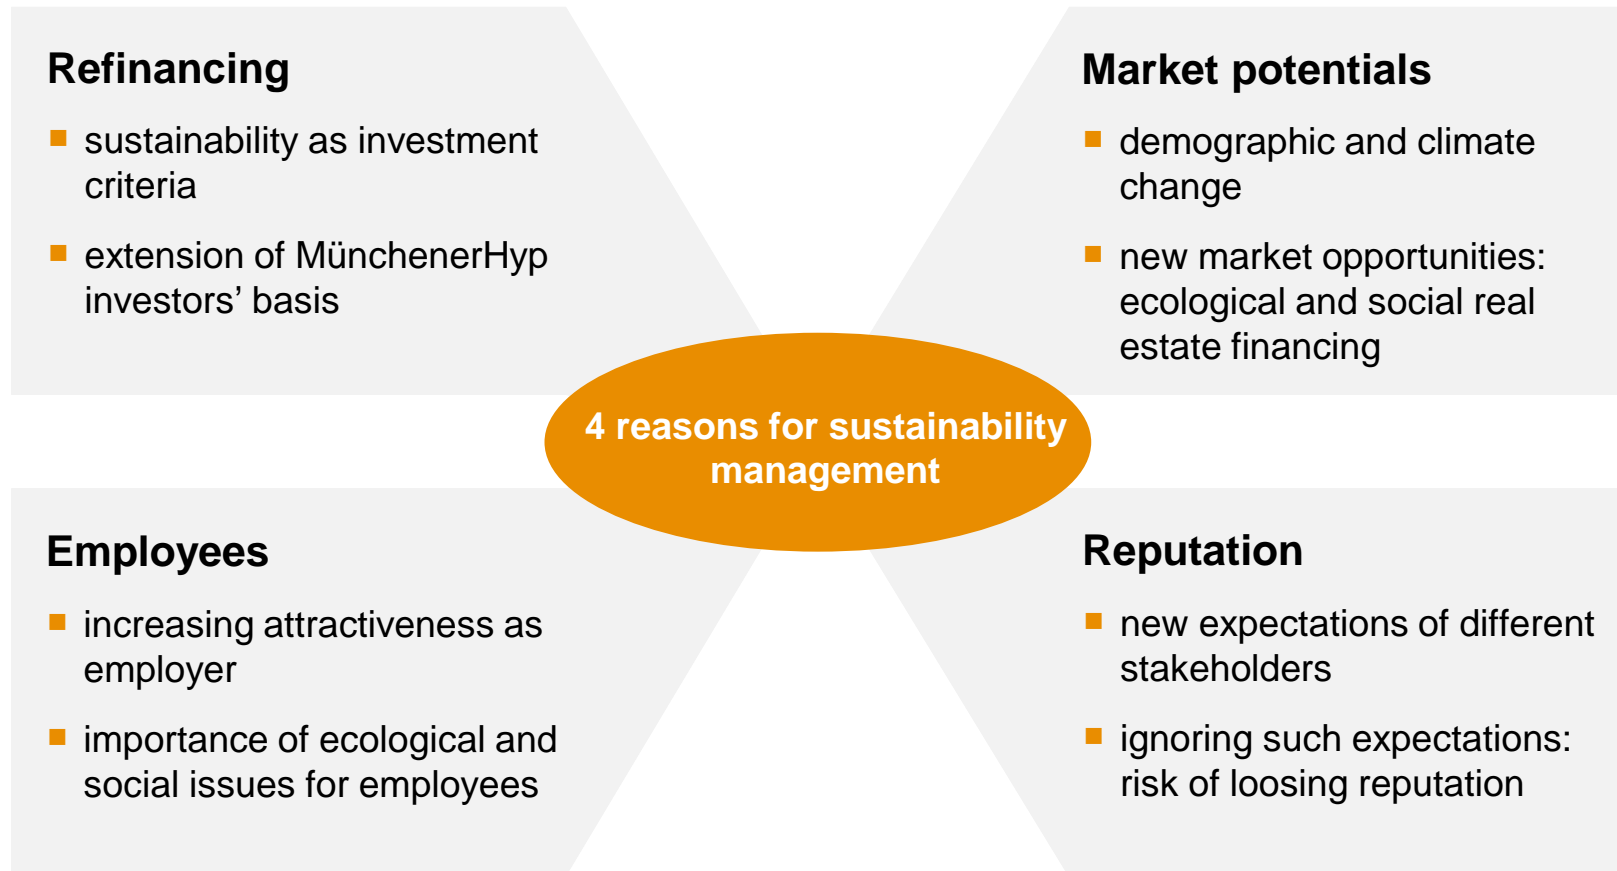 Refinancing
sustainability as investment
criteria
extension of MünchenerHyp
investors’ basis
Market potentials
demographic and climate
change
new market opportunities:
ecological and social real
estate financing
4 reasons for sustainability
management
Employees
increasing attractiveness as
employer
importance of ecological and
social issues for employees
Reputation
new expectations of different
stakeholders
ignoring such expectations:
risk of loosing reputation